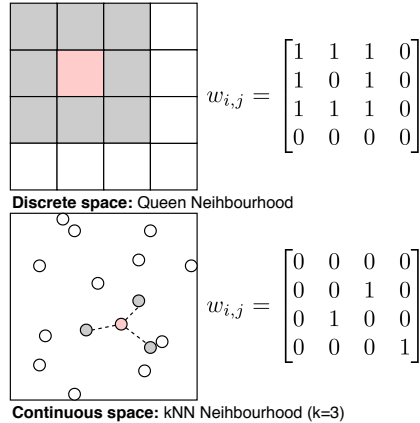 w_{i,j} =
1 1 1 0
1 0 1 0
1 1 1 0
0 0 0 0
Discrete space: Queen Neihbourhood
w_{i,j} =
0 0 0 0
0 0 1 0
0 1 0 0
0 0 0 1
Continuous space: kNN Neihbourhood (k=3)